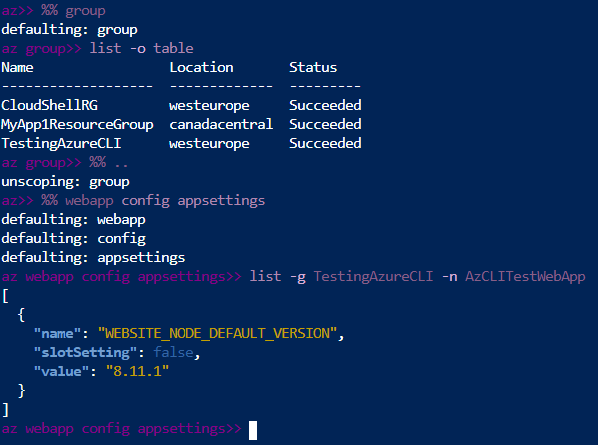 az>> %% group
defaulting: group
az group>> list -o table
Name                Location       Status
------------------  -------------  ---------
CloudShellRG        westeurope     Succeeded
MyApp1ResourceGroup  canadacentral  Succeeded
TestingAzureCLI     westeurope     Succeeded
az group>> %% ..
unscoping: group
az>> %% webapp config appsettings
defaulting: webapp
defaulting: config
defaulting: appsettings
az webapp config appsettings>> list -g TestingAzureCLI -n AzCLITestWebApp
[
  {
    "name": "WEBSITE_NODE_DEFAULT_VERSION",
    "slotSetting": false,
    "value": "8.11.1"
  }
]
az webapp config appsettings>>